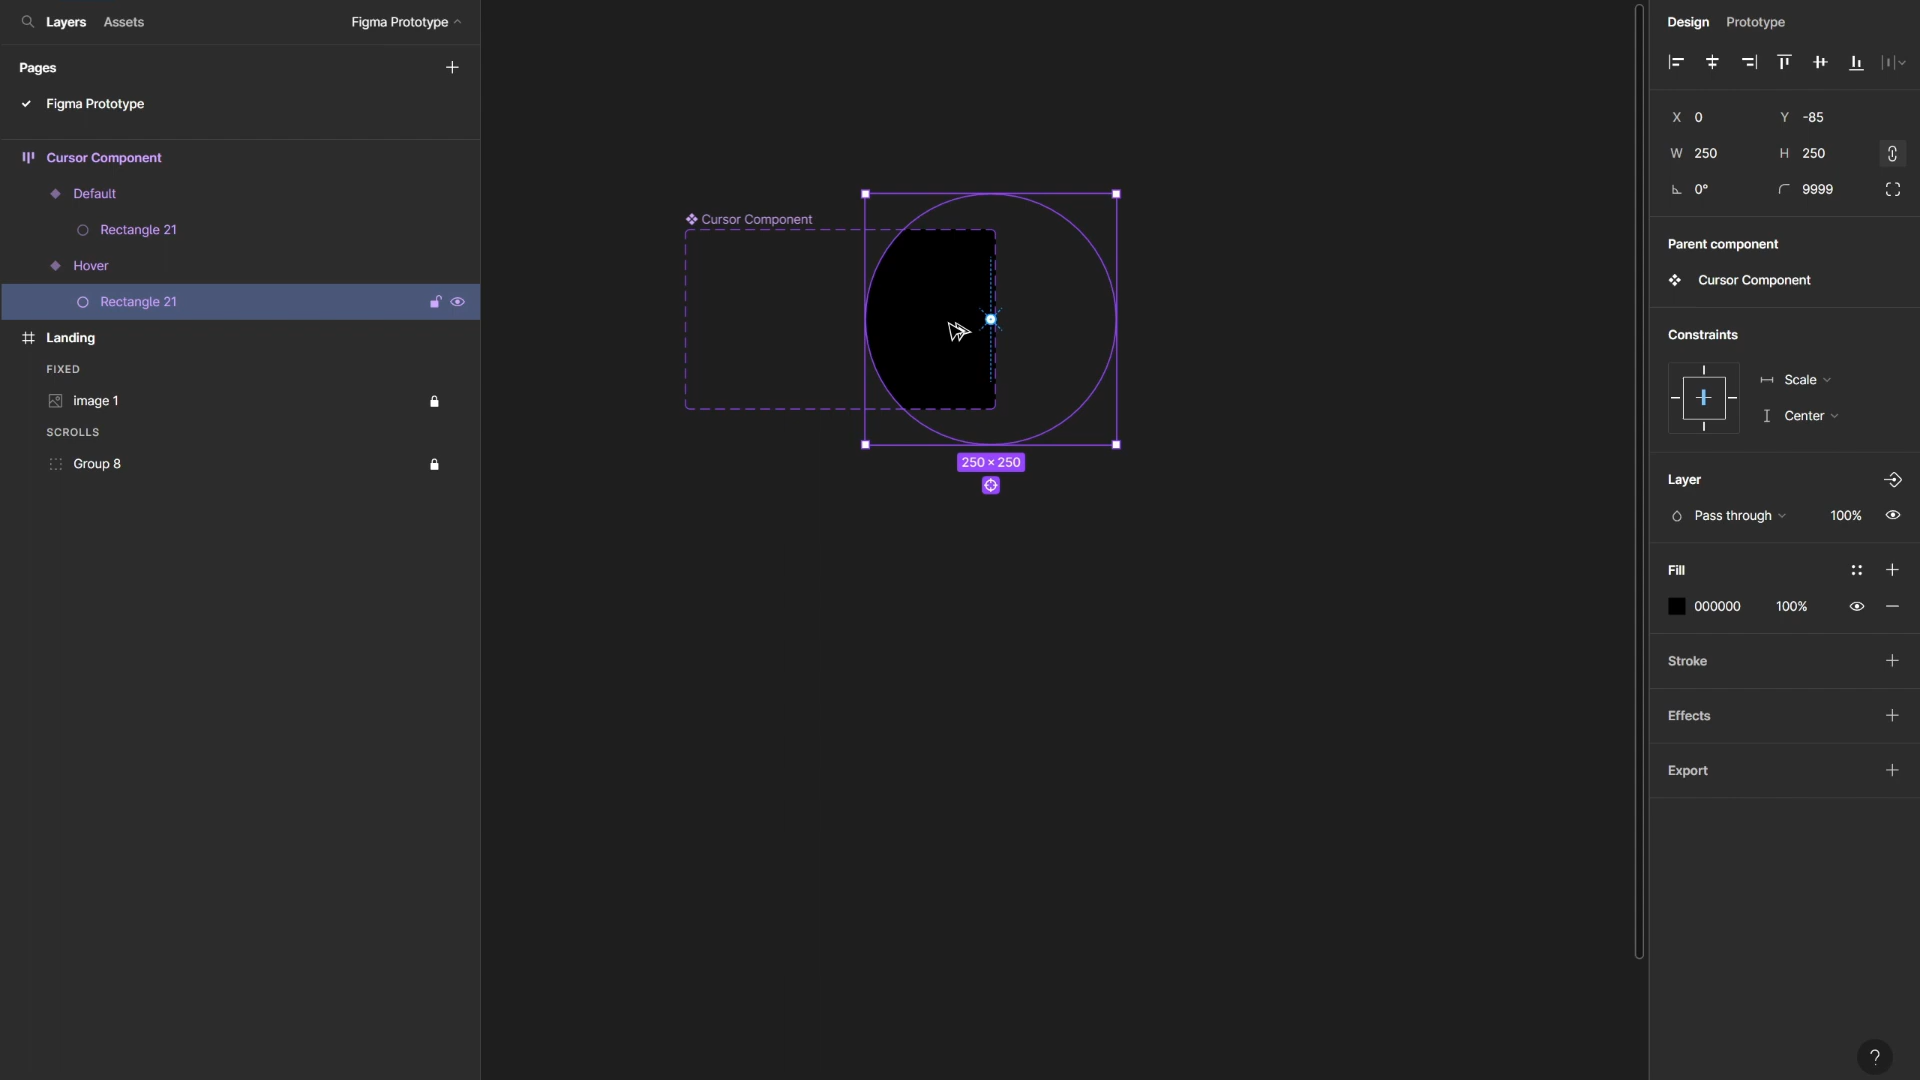 Layers Assets Figma Prototype
Pages
Figma Prototype
Cursor Component
Default
Rectangle 21
Hover
Rectangle 21
Landing
FIXED
image 1
SCROLLS
Group 8
Cursor Component
250 × 250
Design Prototype
X 0 Y -85
W 250 H 250
0° 9999
Parent component
Cursor Component
Constraints
Scale
Center
Layer
Pass through 100%
Fill
000000 100%
Stroke
Effects
Export
?